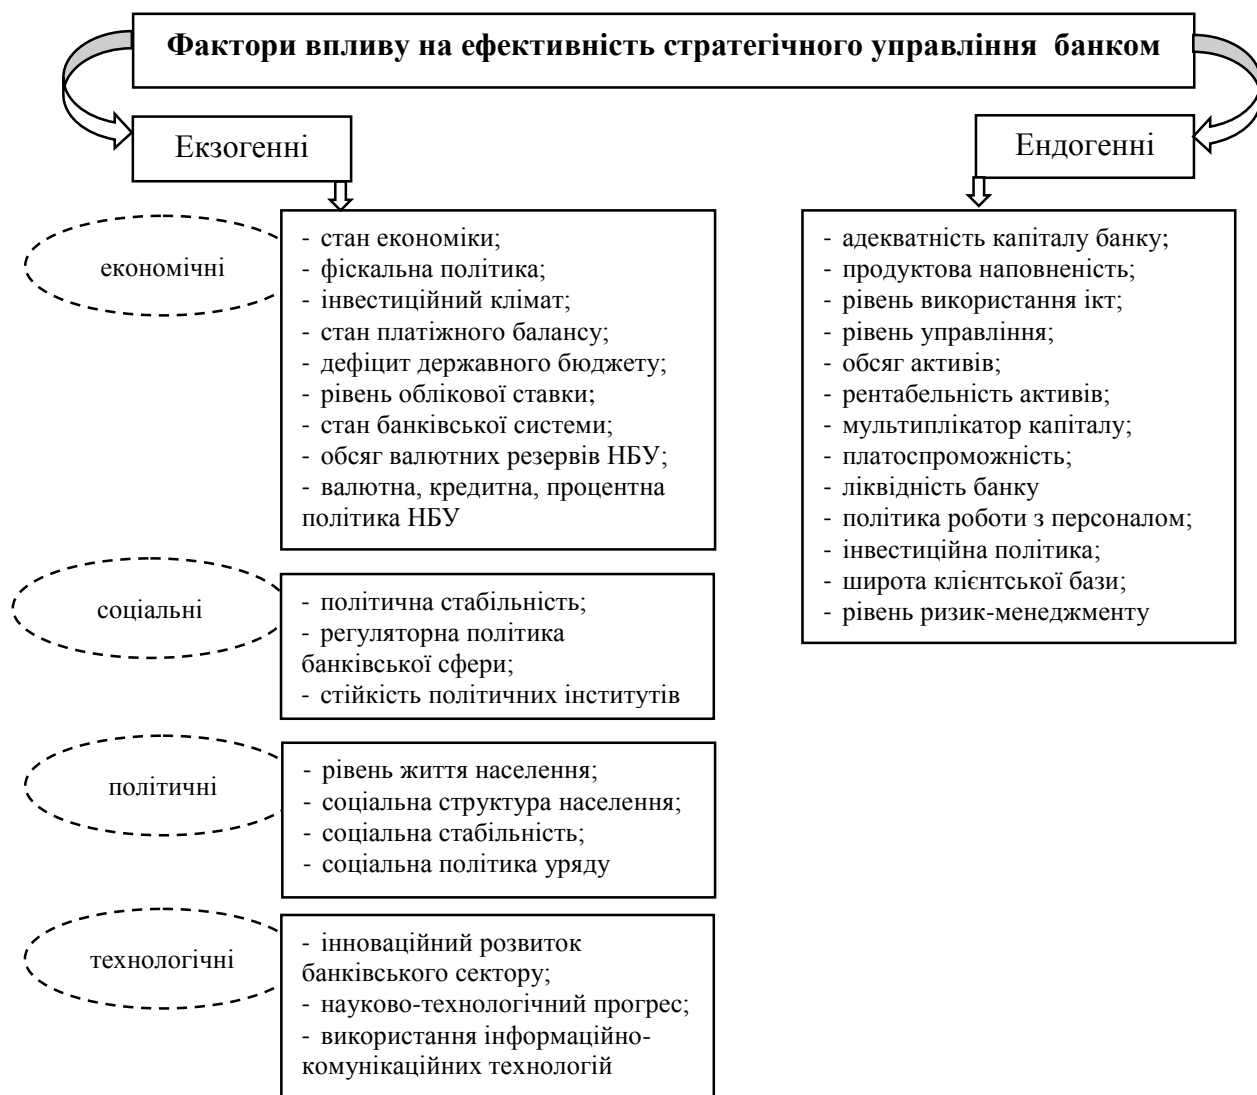 Фактори впливу на ефективність стратегічного управління банком
Екзогенні
економічні
- стан економіки;
- фіскальна політика;
- інвестиційний клімат;
- стан платіжного балансу;
- дефіцит державного бюджету;
- рівень облікової ставки;
- стан банківської системи;
- обсяг валютних резервів НБУ;
- валютна, кредитна, процентна
політика НБУ
соціальні
- політична стабільність;
- регуляторна політика
банківської сфери;
- стійкість політичних інститутів
політичні
- рівень життя населення;
- соціальна структура населення;
- соціальна стабільність;
- соціальна політика уряду
технологічні
- інноваційний розвиток
банківського сектору;
- науково-технологічний прогрес;
- використання інформаційно-
комунікаційних технологій
Ендогенні
- адекватність капіталу банку;
- продуктова наповненість;
- рівень використання ікт;
- рівень управління;
- обсяг активів;
- рентабельність активів;
- мультиплікатор капіталу;
- платоспроможність;
- ліквідність банку
- політика роботи з персоналом;
- інвестиційна політика;
- широта клієнтської бази;
- рівень ризик-менеджменту